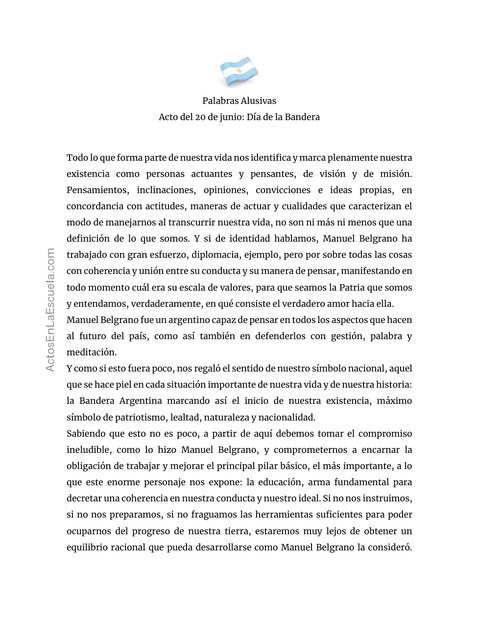 Palabras Alusivas
Acto del 20 de junio: Día de la Bandera
Todo lo que forma parte de nuestra vida nos identifica y marca plenamente nuestra
existencia como personas actuantes y pensantes, de visión y de misión.
Pensamientos, inclinaciones, opiniones, convicciones e ideas propias, en
concordancia con actitudes, maneras de actuar y cualidades que caracterizan el
modo de manejarnos al transcurrir nuestra vida, no son ni más ni menos que una
definición de lo que somos. Y si de identidad hablamos, Manuel Belgrano ha
trabajado con gran esfuerzo, diplomacia, ejemplo, pero por sobre todas las cosas
con coherencia y unión entre su conducta y su manera de pensar, manifestando en
todo momento cuál era su escala de valores, para que seamos la Patria que somos
y entendamos, verdaderamente, en qué consiste el verdadero amor hacia ella.
Manuel Belgrano fue un argentino capaz de pensar en todos los aspectos que hacen
al futuro del país, como así también en defenderlos con gestión, palabra y
meditación.
Y como si esto fuera poco, nos regaló el sentido de nuestro símbolo nacional, aquel
que se hace piel en cada situación importante de nuestra vida y de nuestra historia:
la Bandera Argentina marcando así el inicio de nuestra existencia, máximo
símbolo de patriotismo, lealtad, naturaleza y nacionalidad.
Sabiendo que esto no es poco, a partir de aquí debemos tomar el compromiso
ineludible, como lo hizo Manuel Belgrano, y comprometernos a encarnar la
obligación de trabajar y mejorar el principal pilar básico, el más importante, a lo
que este enorme personaje nos expone: la educación, arma fundamental para
decretar una coherencia en nuestra conducta y nuestro ideal. Si no nos instruimos,
si no nos preparamos, si no fraguamos las herramientas suficientes para poder
ocuparnos del progreso de nuestra tierra, estaremos muy lejos de obtener un
equilibrio racional que pueda desarrollarse como Manuel Belgrano la consideró.
ActosEnLaEscuela.com